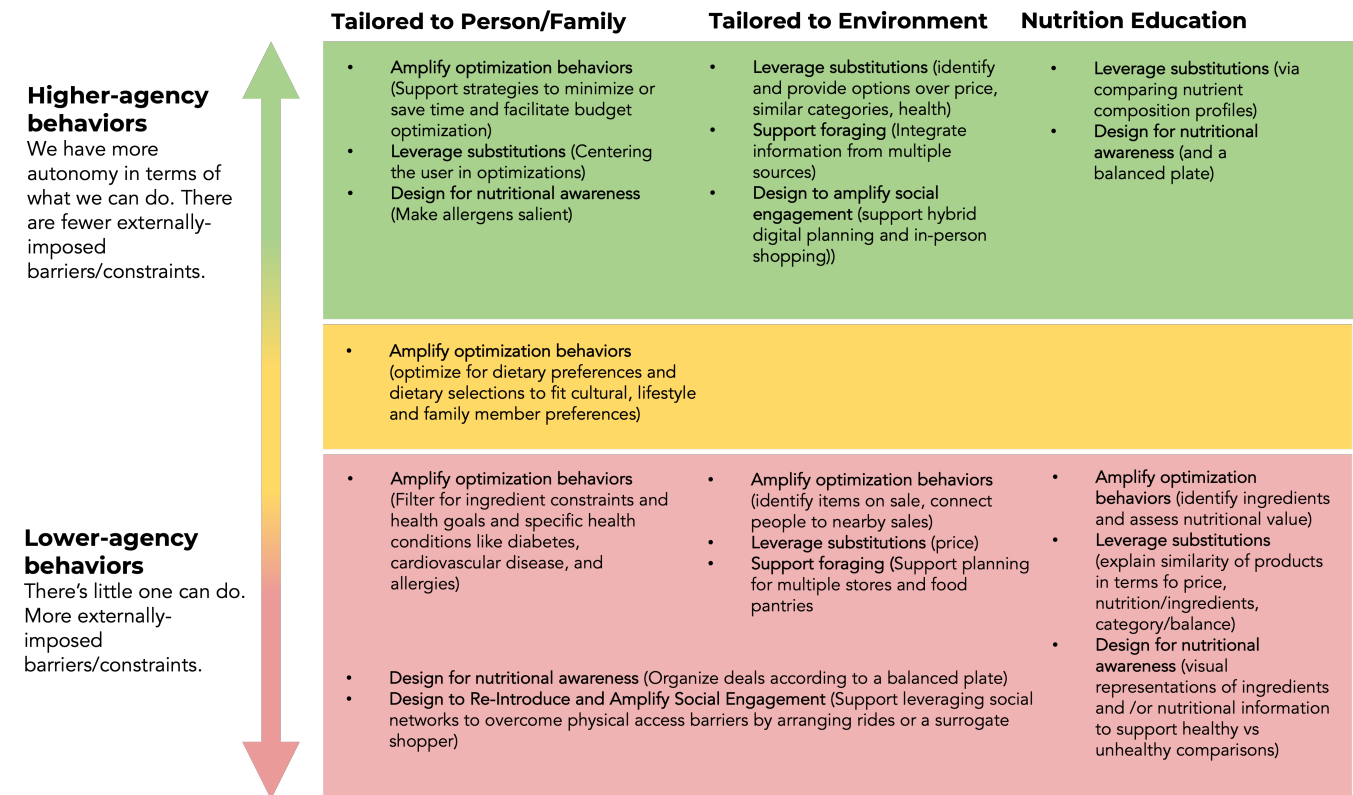 Tailored to Person/Family
Tailored to Environment
Nutrition Education
Higher-agency
behaviors
We have more
autonomy in terms of
what we can do. There
are fewer externally-
imposed
barriers/constraints.
• Amplify optimization behaviors
(Support strategies to minimize or
save time and facilitate budget
optimization)
• Leverage substitutions (Centering
the user in optimizations)
• Design for nutritional awareness
(Make allergens salient)
• Leverage substitutions (identify
and provide options over price,
similar categories, health)
• Support foraging (Integrate
information from multiple
sources)
• Design to amplify social
engagement (support hybrid
digital planning and in-person
shopping))
• Leverage substitutions (via
comparing nutrient
composition profiles)
• Design for nutritional
awareness (and a
balanced plate)
• Amplify optimization behaviors
(optimize for dietary preferences and
dietary selections to fit cultural, lifestyle
and family member preferences)
Lower-agency
behaviors
There's little one can do.
More externally-
imposed
barriers/constraints.
• Amplify optimization behaviors
(Filter for ingredient constraints and
health goals and specific health
conditions like diabetes,
cardiovascular disease, and
allergies)
• Amplify optimization behaviors
(identify items on sale, connect
people to nearby sales)
• Leverage substitutions (price)
• Support foraging (Support planning
for multiple stores and food
pantries
• Design for nutritional awareness (Organize deals according to a balanced plate)
• Design to Re-Introduce and Amplify Social Engagement (Support leveraging social
networks to overcome physical access barriers by arranging rides or a surrogate
shopper)
• Amplify optimization
behaviors (identify ingredients
and assess nutritional value)
• Leverage substitutions
(explain similarity of products
in terms fo price,
nutrition/ingredients,
category/balance)
• Design for nutritional
awareness (visual
representations of ingredients
and /or nutritional information
to support healthy vs
unhealthy comparisons)